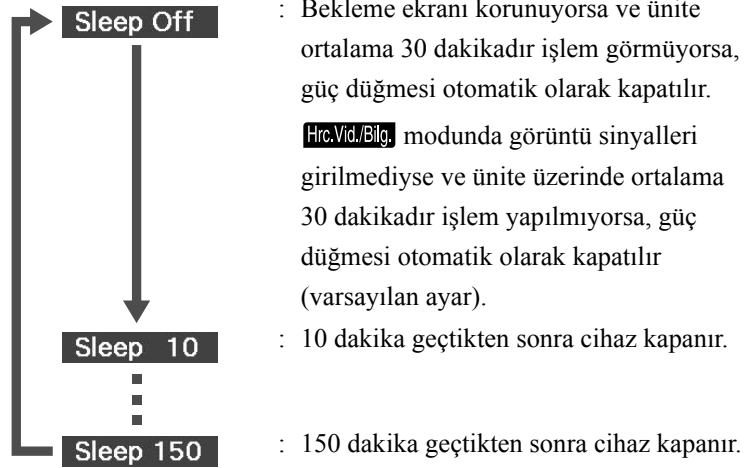 Sleep Off : Bekleme ekranı korunuyorsa ve ünite
ortalama 30 dakikadır işlem görmüyorsa,
güç düğmesi otomatik olarak kapatılır.
Hrc.Vid./Bilg. modunda görüntü sinyalleri
girilmediyse ve ünite üzerinde ortalama
30 dakikadır işlem yapılmıyorsa, güç
düğmesi otomatik olarak kapatılır
(varsayılan ayar).
Sleep 10 : 10 dakika geçtikten sonra cihaz kapanır.
Sleep 150 : 150 dakika geçtikten sonra cihaz kapanır.